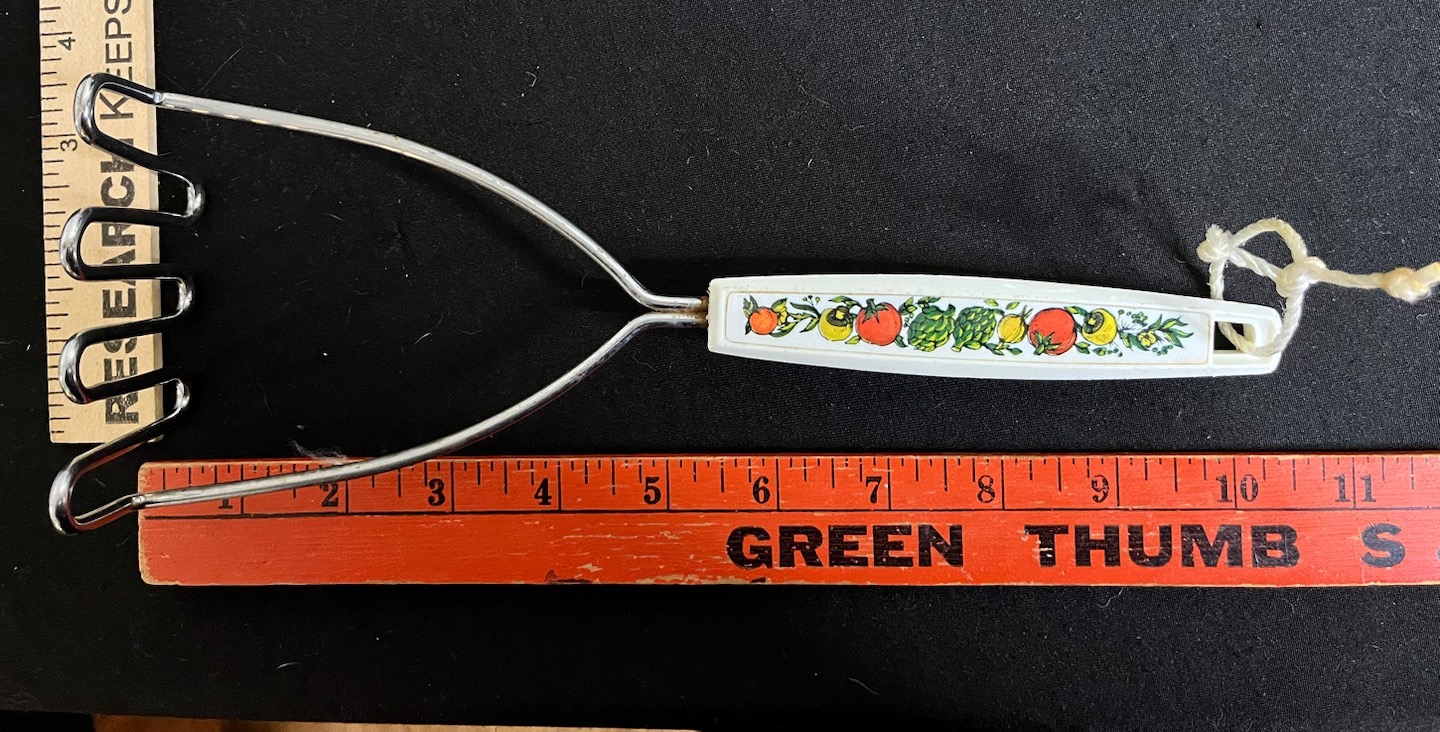 4
3
RESEARCH KEEPS
1 2 3 4 5 6 7 8 9 10 11
GREEN THUMB S